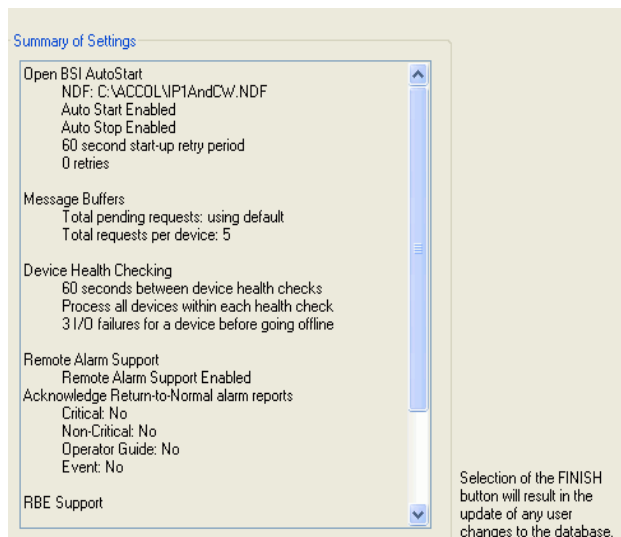 Summary of Settings
Open BSI AutoStart
NDF: C:\ACCOL\IP1AndCW.NDF
Auto Start Enabled
Auto Stop Enabled
60 second start-up retry period
0 retries
Message Buffers
Total pending requests: using default
Total requests per device: 5
Device Health Checking
60 seconds between device health checks
Process all devices within each health check
3 I/O failures for a device before going offline
Remote Alarm Support
Remote Alarm Support Enabled
Acknowledge Return-to-Normal alarm reports
Critical: No
Non-Critical: No
Operator Guide: No
Event: No
RBE Support
Selection of the FINISH
button will result in the
update of any user
changes to the database.